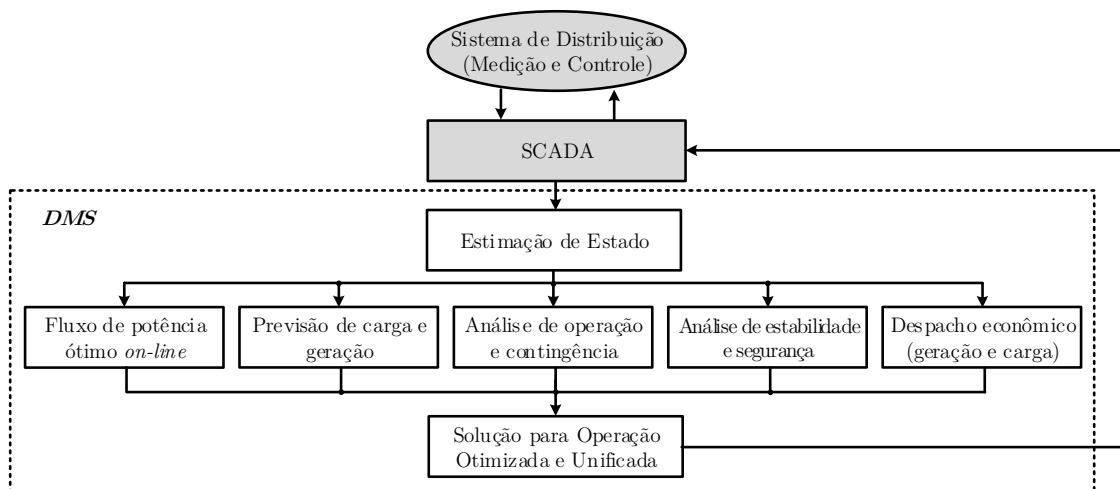 Sistema de Distribuição
(Medição e Controle)
SCADA
DMS
Estimação de Estado
Fluxo de potência
ótimo on-line
Previsão de carga e
geração
Análise de operação
e contingência
Análise de estabilidade
e segurança
Despacho econômico
(geração e carga)
Solução para Operação
Otimizada e Unificada